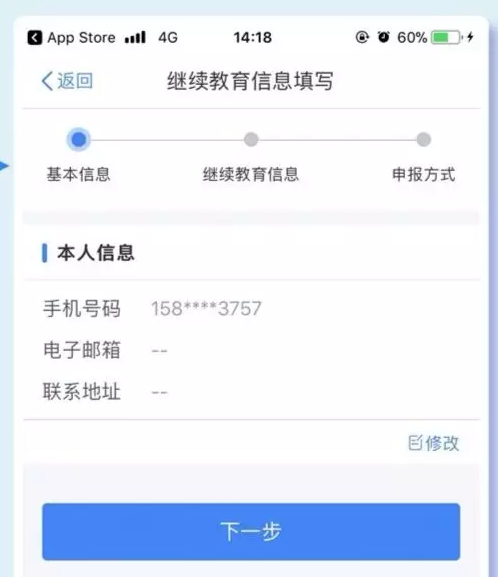 App Store 4G 14:18 60%
返回 继续教育信息填写
基本信息 继续教育信息 申报方式
本人信息
手机号码 158****3757
电子邮箱 --
联系地址 --
修改
下一步